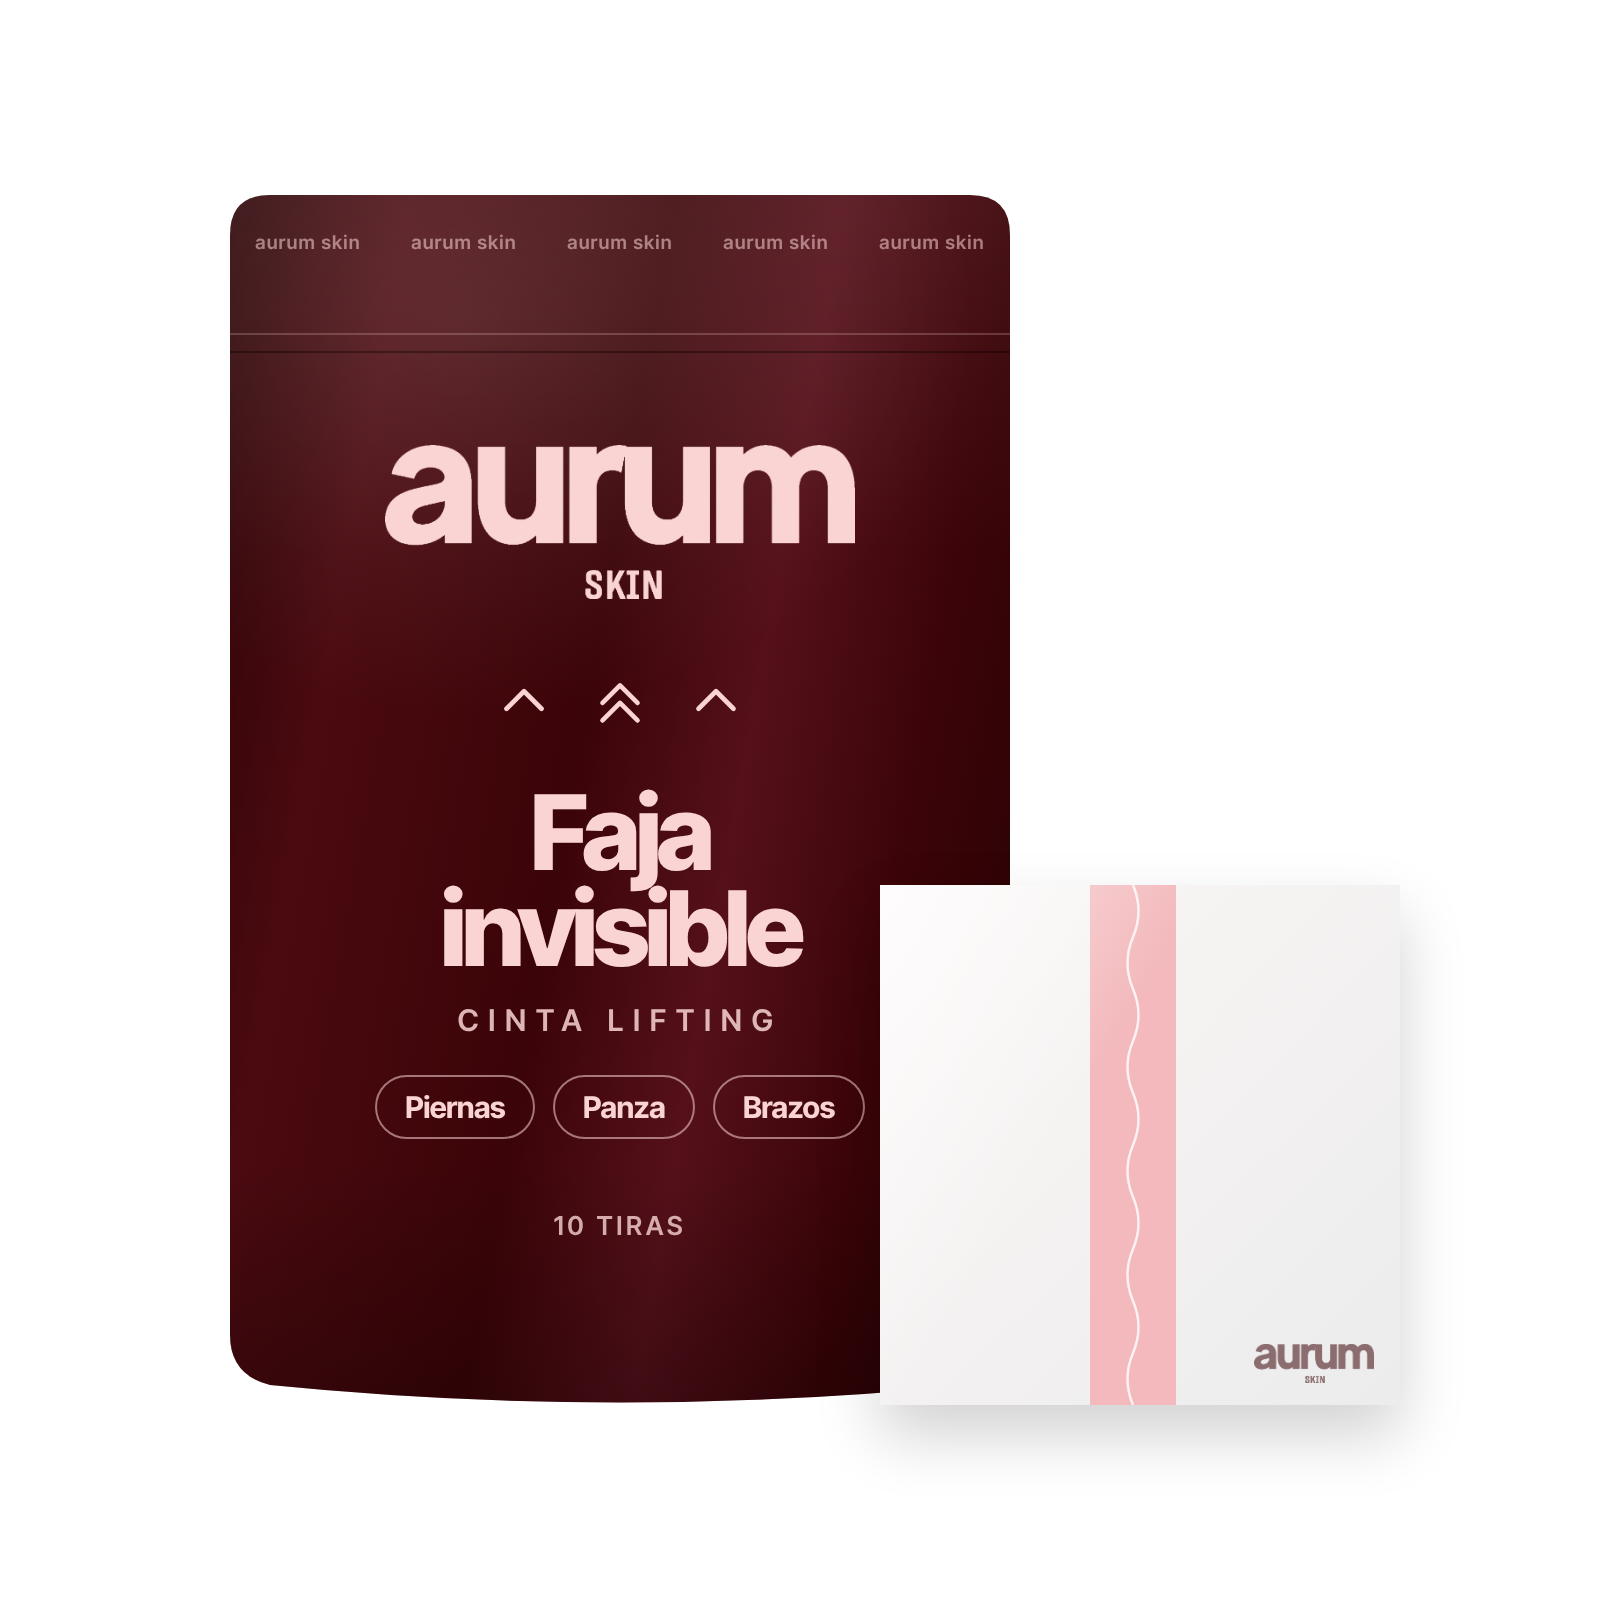 aurum skin aurum skin aurum skin aurum skin aurum skin
aurum
SKIN
Faja
invisible
CINTA LIFTING
Piernas Panza Brazos
10 TIRAS
aurum
SKIN